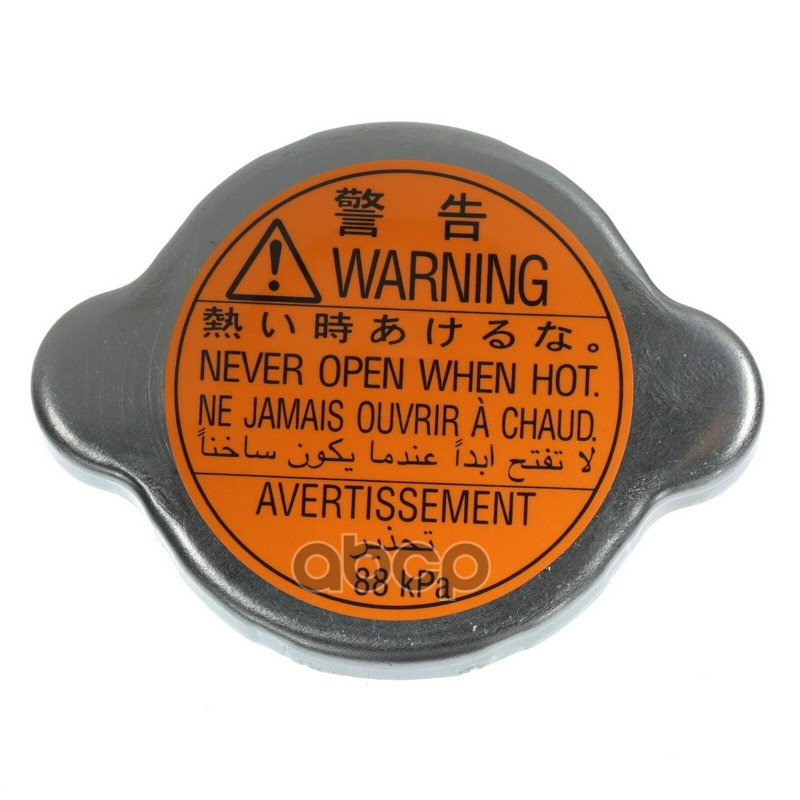 警告
WARNING
熱い時あけるな。
NEVER OPEN WHEN HOT.
NE JAMAIS OUVRIR À CHAUD.
لا تفتح ابداً عندما يكون ساخناً
AVERTISSEMENT
تحذير
abcp
88 kPa